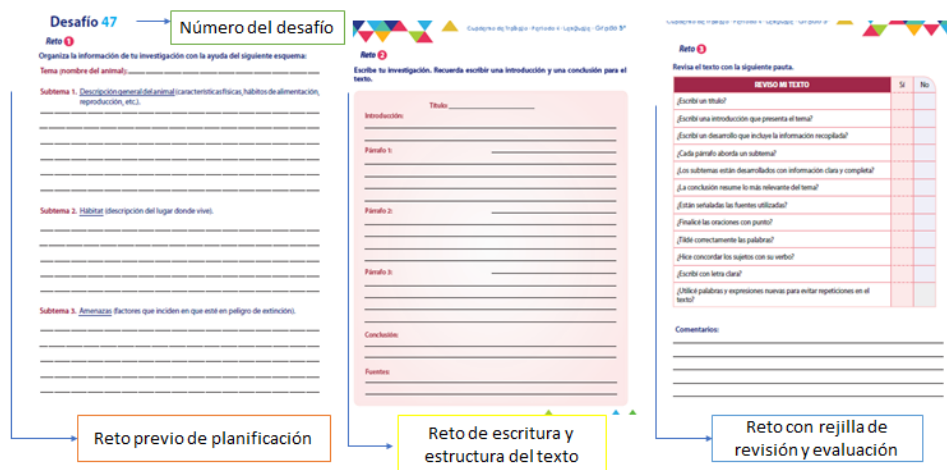 Desafío 47
Número del desafío
Reto 1
Organiza la información de tu investigación con la ayuda del siguiente esquema:
Tema (nombre del animal):
Subtema 1. Descripción general del animal (características físicas, hábitos de alimentación,
reproducción, etc.).
Subtema 2. Hábitat (descripción del lugar donde vive).
Subtema 3. Amenazas (factores que inciden en que esté en peligro de extinción).
Reto previo de planificación
Reto 2
Escribe tu investigación. Recuerda escribir una introducción y una conclusión para el
texto.
Título:
Introducción:
Párrafo 1:
Párrafo 2:
Párrafo 3:
Conclusión:
Fuentes:
Reto de escritura y
estructura del texto
Reto 3
Revisa el texto con la siguiente pauta.
REVISO MI TEXTO Sí No
¿Escribí un título?
¿Escribí una introducción que presenta el tema?
¿Escribí un desarrollo que incluye la información recopilada?
¿Cada párrafo aborda un subtema?
¿Los subtemas están desarrollados con información clara y completa?
¿La conclusión resume lo más relevante del tema?
¿Están señaladas las fuentes utilizadas?
¿Finalicé las oraciones con punto?
¿Tildé correctamente las palabras?
¿Hice concordar los sujetos con su verbo?
¿Escribí con letra clara?
¿Utilicé palabras y expresiones nuevas para evitar repeticiones en el
texto?
Comentarios:
Reto con rejilla de
revisión y evaluación